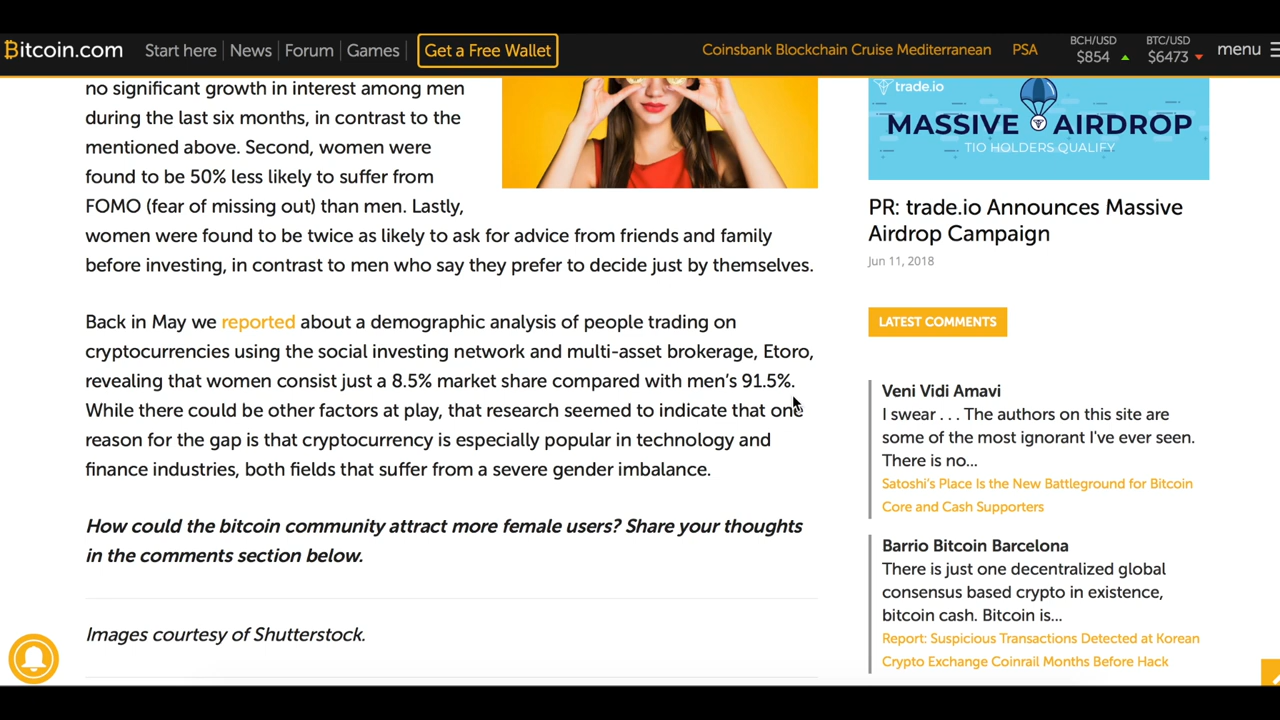 Bitcoin.com
Start here
News
Forum
Games
Get a Free Wallet
Coinsbank Blockchain Cruise Mediterranean
PSA
BCH/USD
$854
BTC/USD
$6473
menu
no significant growth in interest among men
during the last six months, in contrast to the
mentioned above. Second, women were
found to be 50% less likely to suffer from
FOMO (fear of missing out) than men. Lastly,
women were found to be twice as likely to ask for advice from friends and family
before investing, in contrast to men who say they prefer to decide just by themselves.
Back in May we reported about a demographic analysis of people trading on
cryptocurrencies using the social investing network and multi-asset brokerage, Etoro,
revealing that women consist just a 8.5% market share compared with men’s 91.5%.
While there could be other factors at play, that research seemed to indicate that one
reason for the gap is that cryptocurrency is especially popular in technology and
finance industries, both fields that suffer from a severe gender imbalance.
How could the bitcoin community attract more female users? Share your thoughts
in the comments section below.
Images courtesy of Shutterstock.
trade.io
MASSIVE AIRDROP
TIO HOLDERS QUALIFY
PR: trade.io Announces Massive
Airdrop Campaign
Jun 11, 2018
LATEST COMMENTS
Veni Vidi Amavi
I swear . . . The authors on this site are
some of the most ignorant I've ever seen.
There is no...
Satoshi’s Place Is the New Battleground for Bitcoin
Core and Cash Supporters
Barrio Bitcoin Barcelona
There is just one decentralized global
consensus based crypto in existence,
bitcoin cash. Bitcoin is...
Report: Suspicious Transactions Detected at Korean
Crypto Exchange Coinrail Months Before Hack